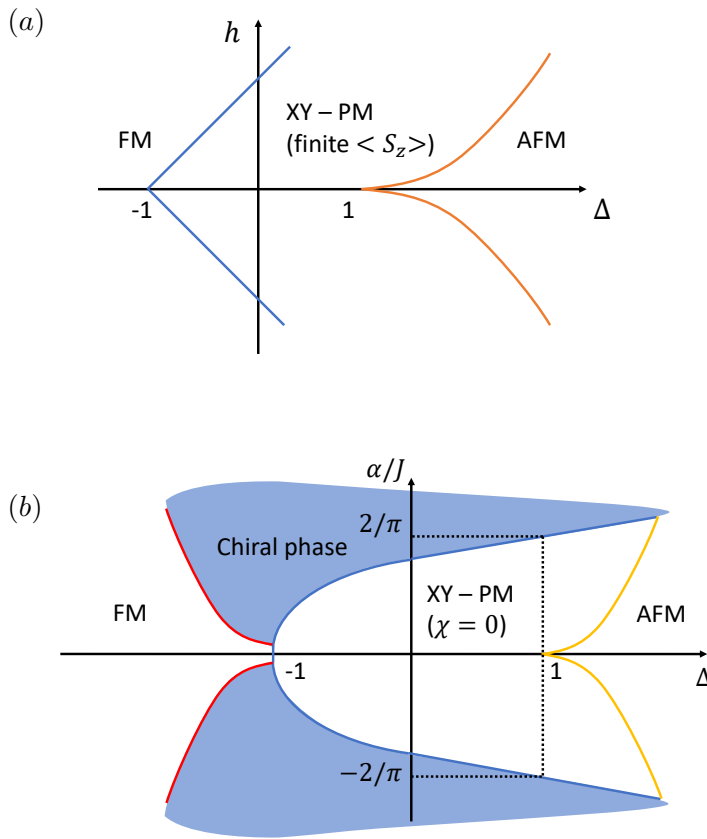 (a)
h
XY – PM
FM
(finite < S_z >)
AFM
-1
1
Δ
(b)
α/J
2/π
Chiral phase
XY – PM
FM
(χ = 0)
AFM
-1
1
Δ
−2/π